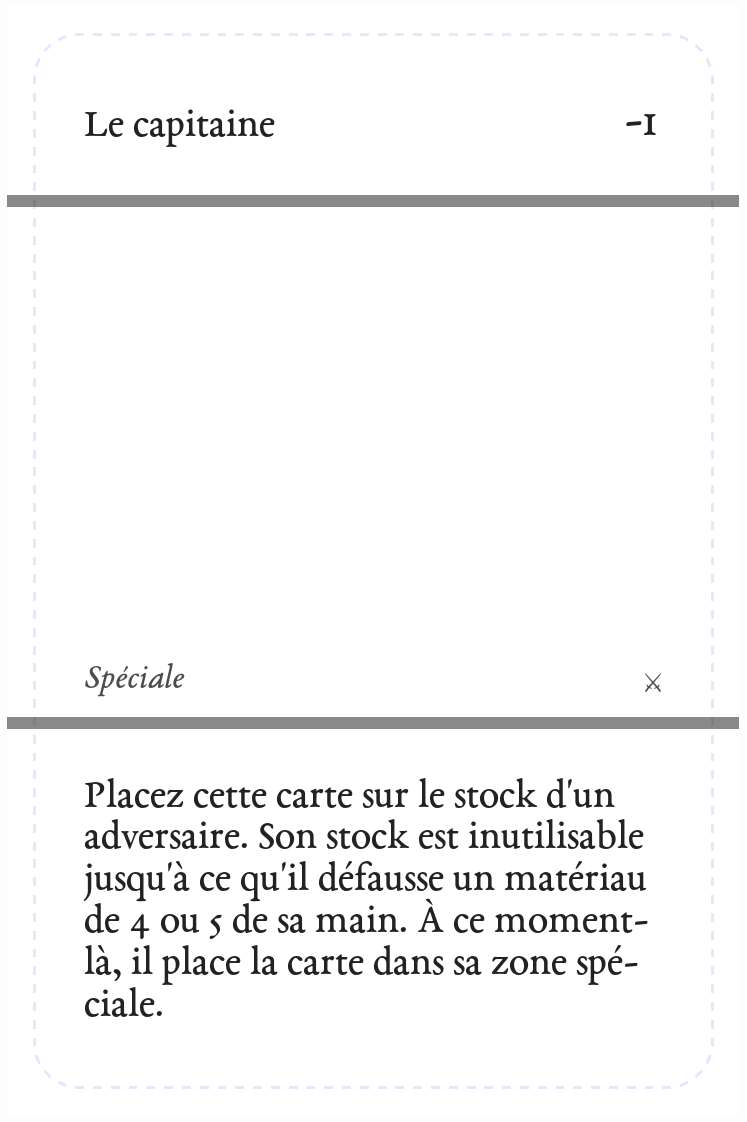 Le capitaine
-1
Spéciale
⚔
Placez cette carte sur le stock d'un
adversaire. Son stock est inutilisable
jusqu'à ce qu'il défausse un matériau
de 4 ou 5 de sa main. À ce moment-
là, il place la carte dans sa zone spé-
ciale.